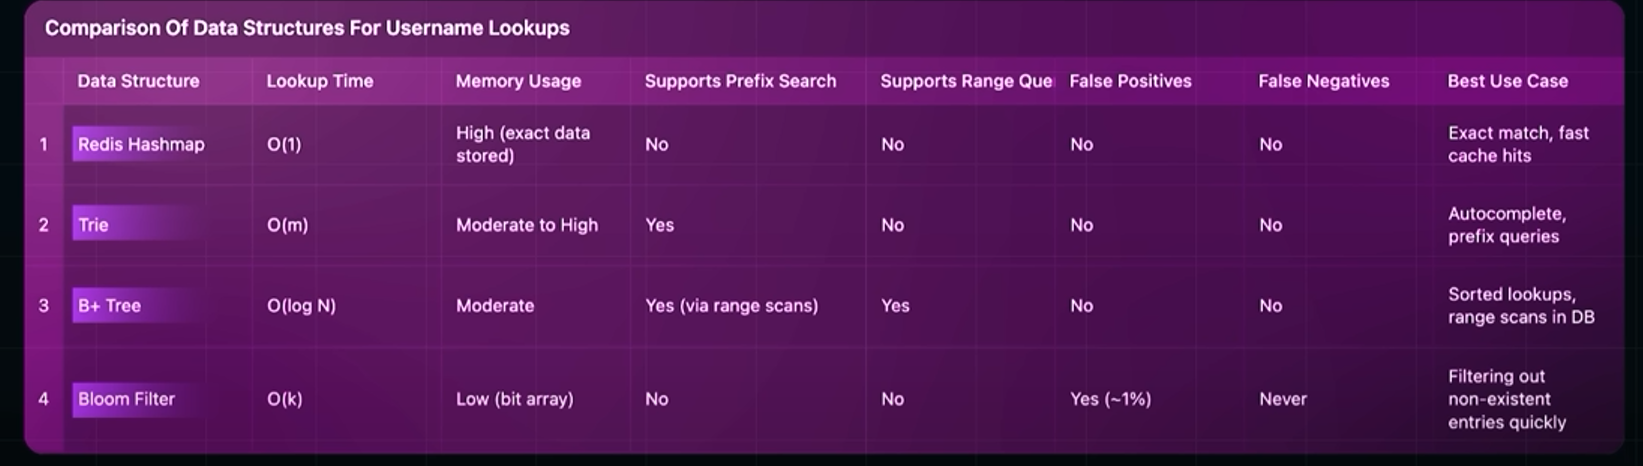 Comparison Of Data Structures For Username Lookups
Data Structure Lookup Time Memory Usage Supports Prefix Search Supports Range Que False Positives False Negatives Best Use Case
1 Redis Hashmap O(1) High (exact data stored) No No No No Exact match, fast cache hits
2 Trie O(m) Moderate to High Yes No No No Autocomplete, prefix queries
3 B+ Tree O(log N) Moderate Yes (via range scans) Yes No No Sorted lookups, range scans in DB
4 Bloom Filter O(k) Low (bit array) No No Yes (~1%) Never Filtering out non-existent entries quickly